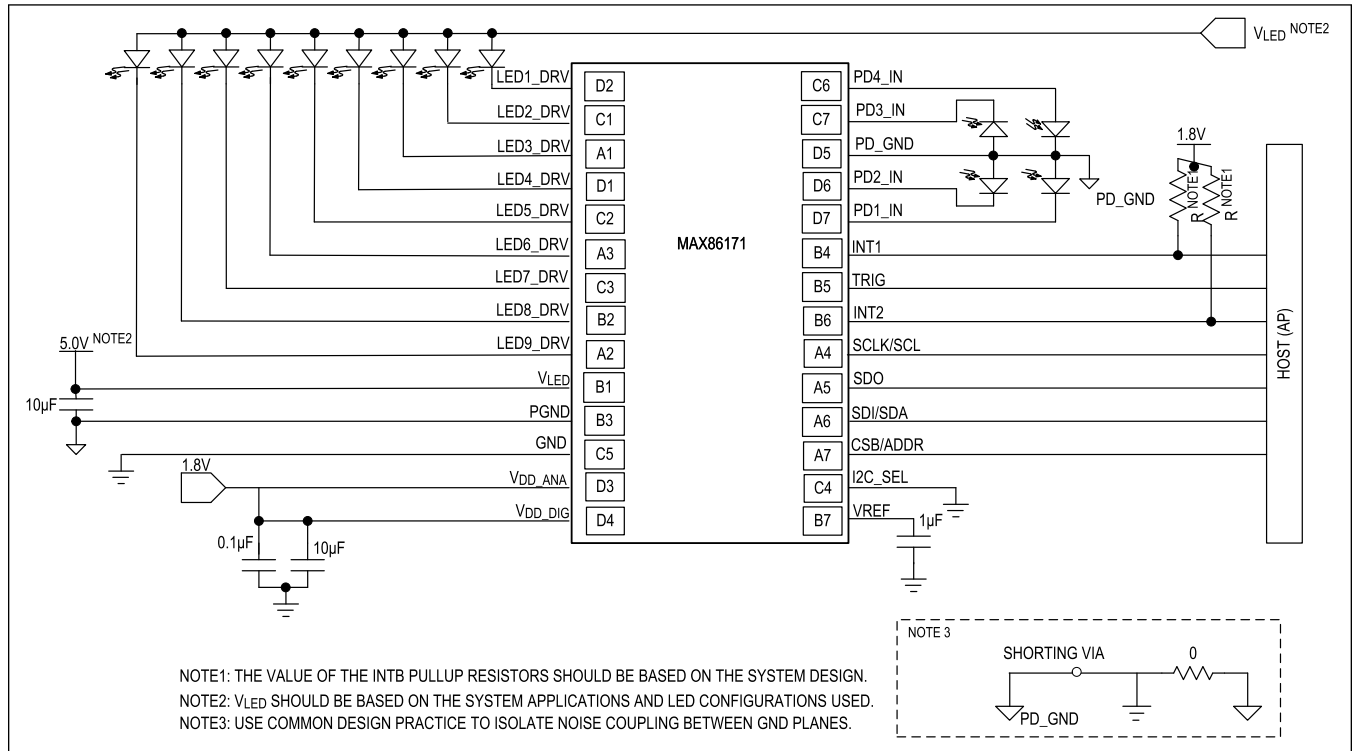 VLED NOTE2
LED1_DRV
D2
LED2_DRV
C1
LED3_DRV
A1
LED4_DRV
D1
LED5_DRV
C2
LED6_DRV
A3
LED7_DRV
C3
LED8_DRV
B2
LED9_DRV
A2
5.0V NOTE2
VLED
B1
10µF
PGND
B3
GND
C5
1.8V
VDD_ANA
D3
VDD_DIG
D4
0.1µF
10µF
MAX86171
C6
PD4_IN
C7
PD3_IN
D5
PD_GND
D6
PD2_IN
D7
PD1_IN
PD_GND
B4
INT1
B5
TRIG
B6
INT2
A4
SCLK/SCL
A5
SDO
A6
SDI/SDA
A7
CSB/ADDR
C4
I2C_SEL
B7
VREF
1µF
1.8V
R NOTE1
R NOTE1
HOST (AP)
NOTE 3
SHORTING VIA
0
PD_GND
NOTE1: THE VALUE OF THE INTB PULLUP RESISTORS SHOULD BE BASED ON THE SYSTEM DESIGN.
NOTE2: VLED SHOULD BE BASED ON THE SYSTEM APPLICATIONS AND LED CONFIGURATIONS USED.
NOTE3: USE COMMON DESIGN PRACTICE TO ISOLATE NOISE COUPLING BETWEEN GND PLANES.